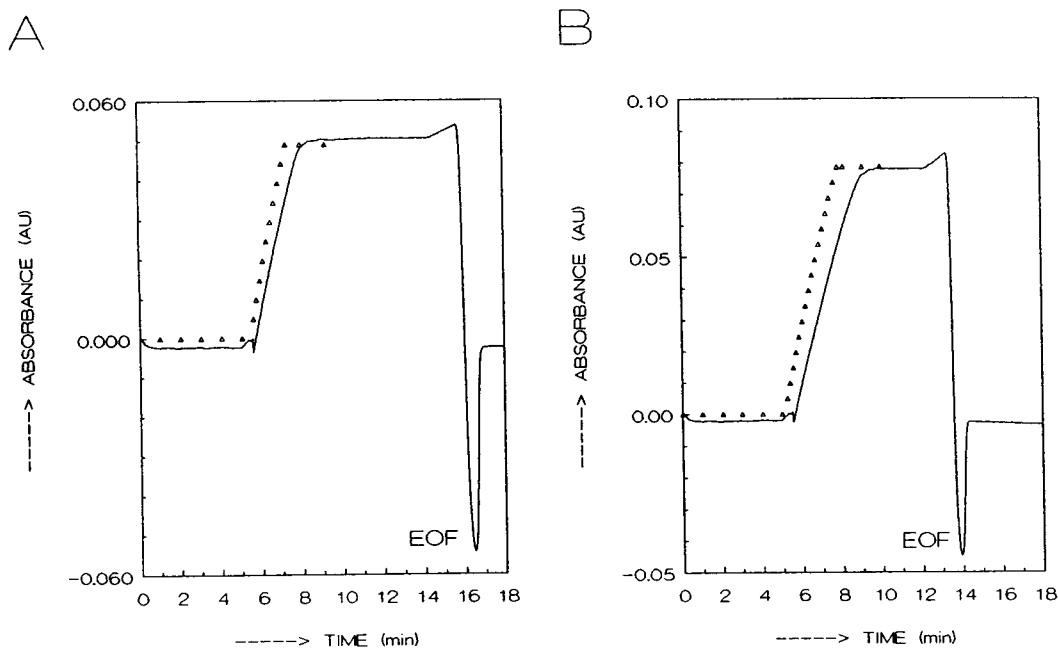 A
B
0.060
0.000
-0.060
-----> ABSORBANCE (AU)
EOF
0 2 4 6 8 10 12 14 16 18
-----> TIME (min)
0.10
0.05
0.00
-0.05
-----> ABSORBANCE (AU)
EOF
0 2 4 6 8 10 12 14 16 18
-----> TIME (min)